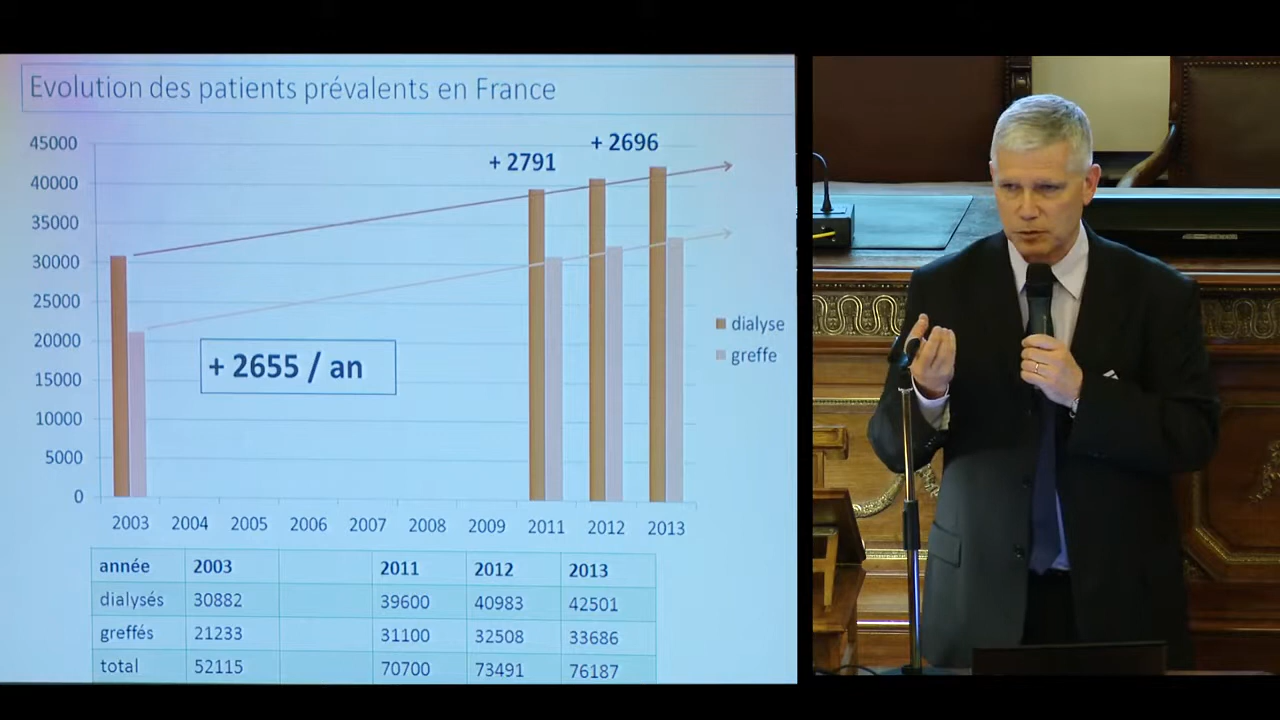 Evolution des patients prévalents en France
45000
40000
35000
30000
25000
20000
15000
10000
5000
0
+ 2791
+ 2696
+ 2655 / an
dialyse
greffe
2003 2004 2005 2006 2007 2008 2009 2011 2012 2013
année 2003 2011 2012 2013
dialysés 30882 39600 40983 42501
greffés 21233 31100 32508 33686
total 52115 70700 73491 76187